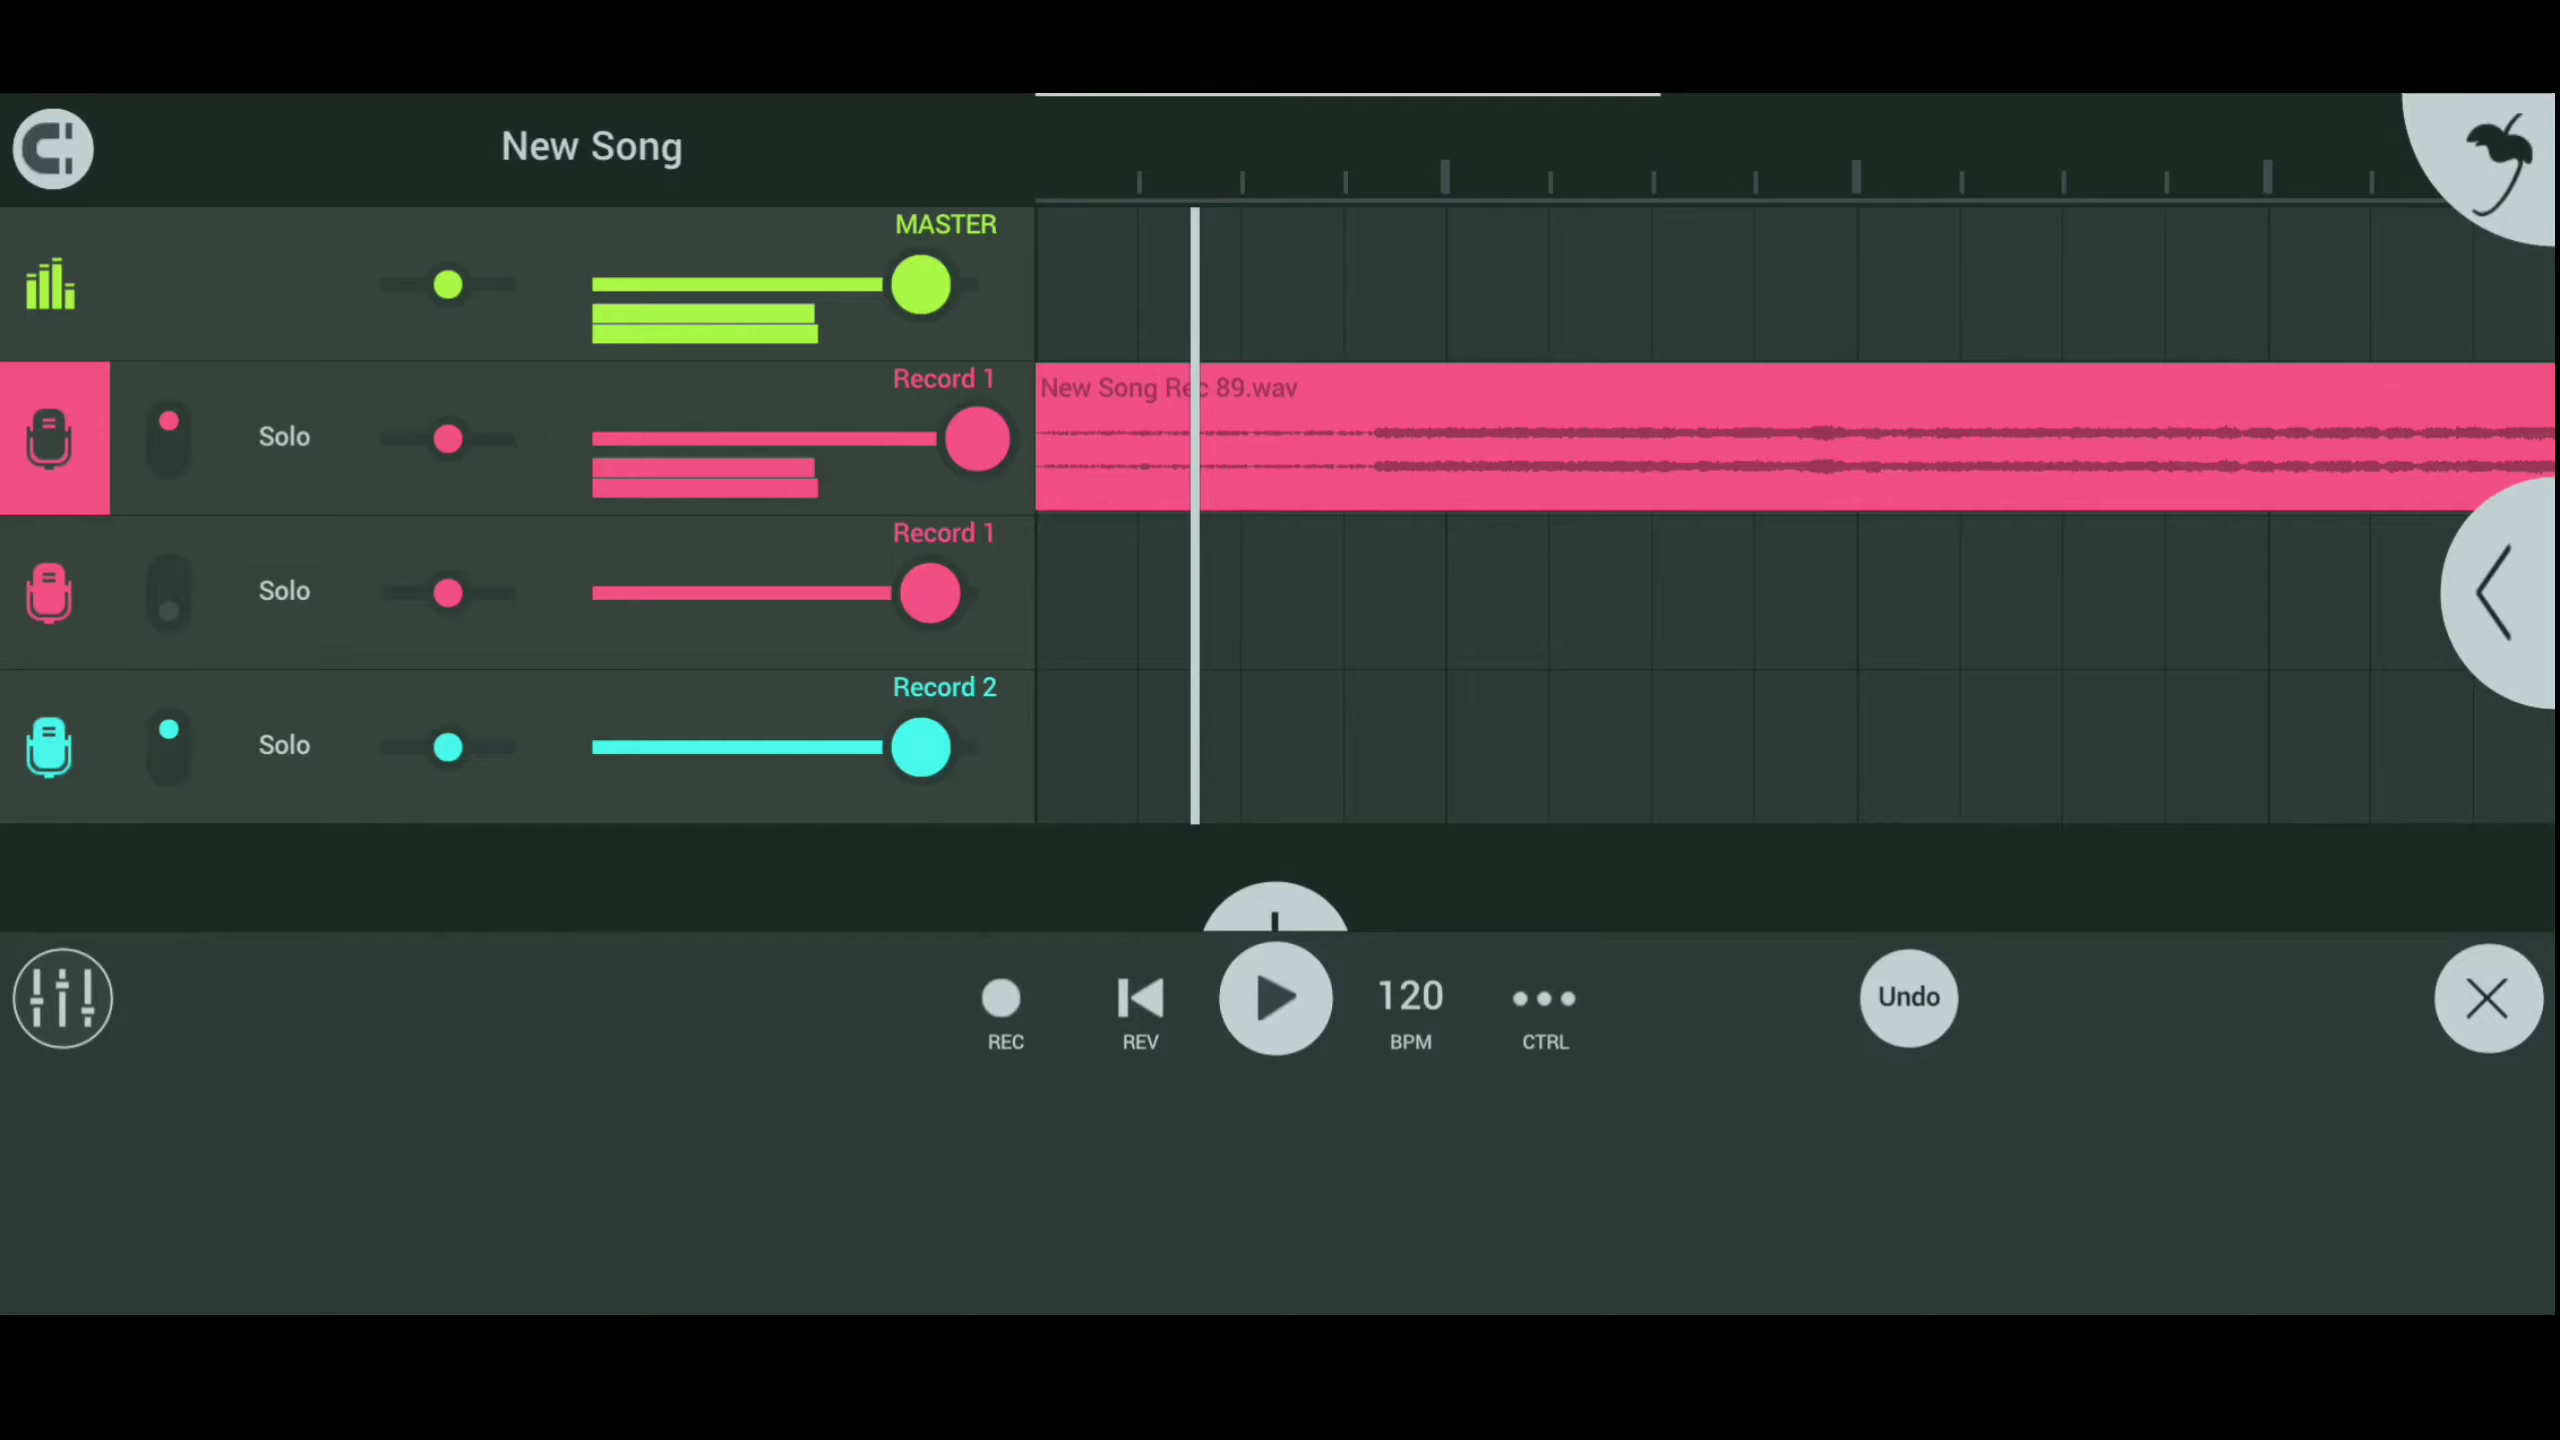 New Song
MASTER
Record 1
Solo
New Song Rec 89.wav
Record 1
Solo
Record 2
Solo
120
Undo
REC
REV
BPM
CTRL